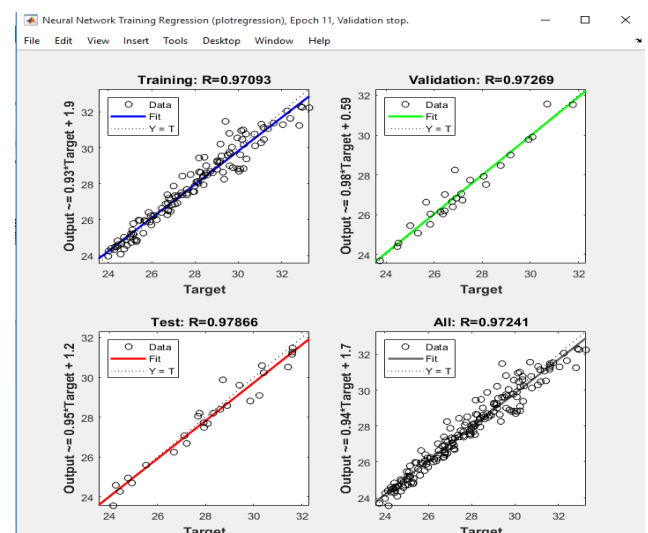 Neural Network Training Regression (plotregression), Epoch 11, Validation stop.
File Edit View Insert Tools Desktop Window Help
Training: R=0.97093
Output ~= 0.93*Target + 1.9
32
30
28
26
24
Data
Fit
Y = T
24 26 28 30 32
Target
Validation: R=0.97269
Output ~= 0.98*Target + 0.59
32
30
28
26
24
Data
Fit
Y = T
24 26 28 30 32
Target
Test: R=0.97866
Output ~= 0.95*Target + 1.2
32
30
28
26
24
Data
Fit
Y = T
24 26 28 30 32
Target
All: R=0.97241
Output ~= 0.94*Target + 1.7
32
30
28
26
24
Data
Fit
Y = T
24 26 28 30 32
Target